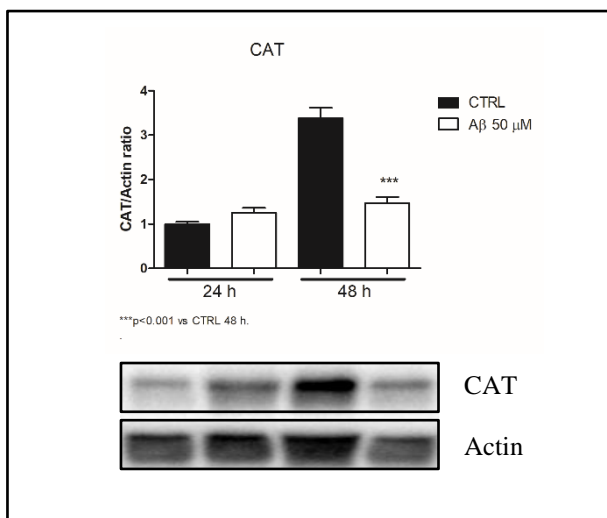 CAT
CTRL
Aβ 50 μM
CAT/Actin ratio
4
3
2
1
0
***
24 h
48 h
***p<0.001 vs CTRL 48 h.
.
CAT
Actin